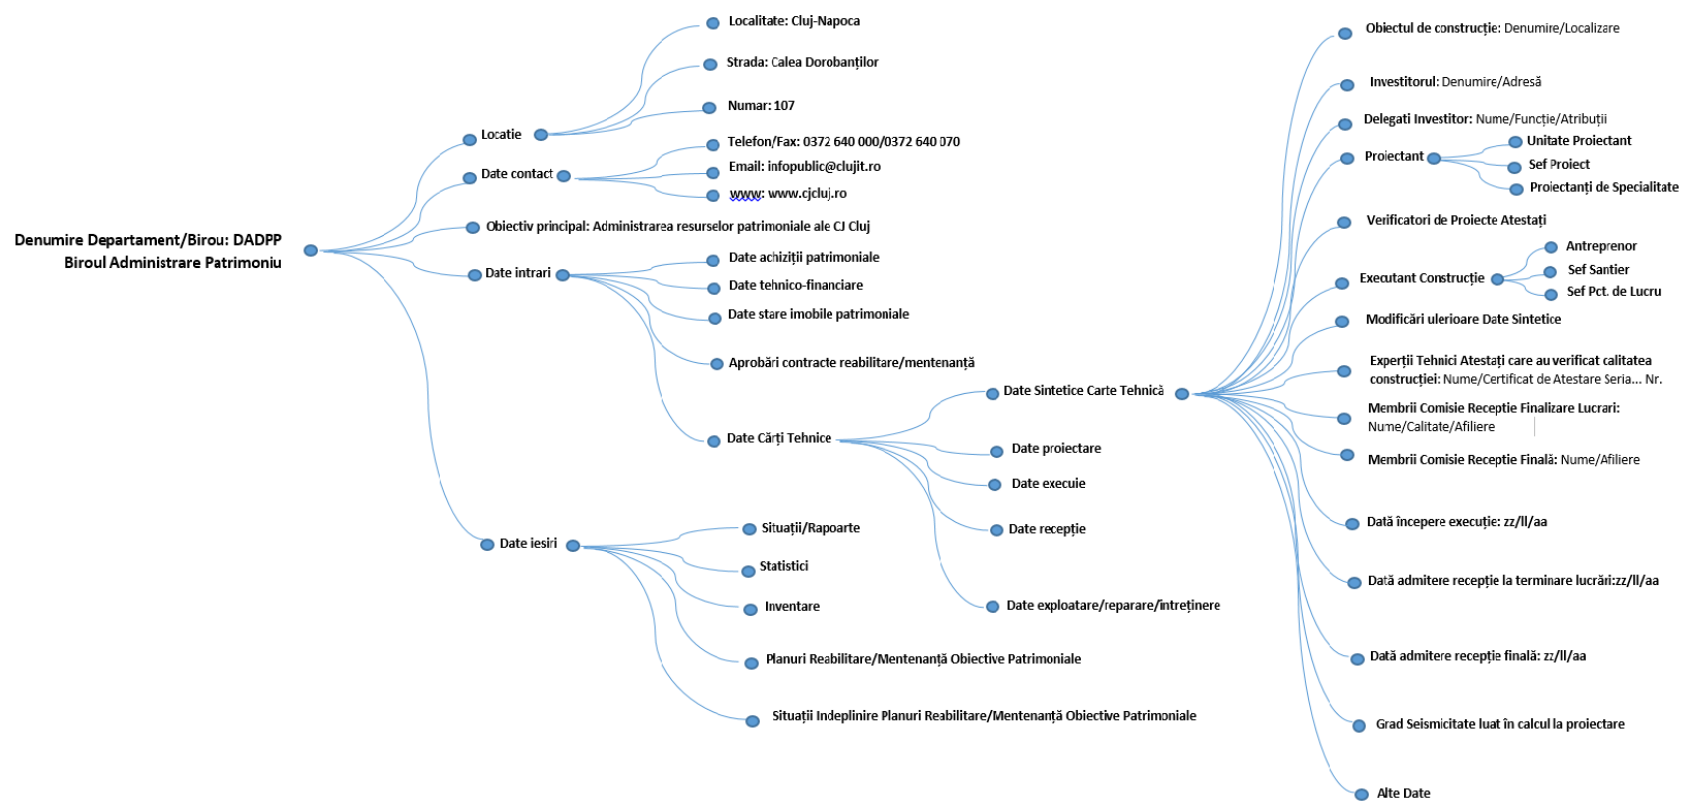 Denumire Departament/Birou: DADPP
Biroul Administrare Patrimoniu
Locatie
Localitate: Cluj-Napoca
Strada: Calea Dorobanților
Numar: 107
Date contact
Telefon/Fax: 0372 640 000/0372 640 070
Email: infopublic@clujit.ro
www: www.cjcluj.ro
Obiectiv principal: Administrarea resurselor patrimoniale ale CJ Cluj
Date intrari
Date achiziții patrimoniale
Date tehnico-financiare
Date stare imobile patrimoniale
Aprobări contracte reabilitare/mentenanță
Date Cărți Tehnice
Date Sintetice Carte Tehnică
Obiectul de construcție: Denumire/Localizare
Investitorul: Denumire/Adresă
Delegati Investitor: Nume/Funcție/Atribuții
Proiectant
Unitate Proiectant
Sef Proiect
Proiectanți de Specialitate
Verificatori de Proiecte Atestați
Executant Construcție
Antreprenor
Sef Santier
Sef Pct. de Lucru
Modificări ulerioare Date Sintetice
Experții Tehnici Atestați care au verificat calitatea
construcției: Nume/Certificat de Atestare Seria... Nr.
Membrii Comisie Receptie Finalizare Lucrari:
Nume/Calitate/Afiliere
Membrii Comisie Receptie Finală: Nume/Afiliere
Dată începere execuție: zz/ll/aa
Dată admitere recepție la terminare lucrări:zz/ll/aa
Dată admitere recepție finală: zz/ll/aa
Grad Seismicitate luat în calcul la proiectare
Alte Date
Date proiectare
Date execuie
Date recepție
Date exploatare/reparare/întreținere
Date iesiri
Situații/Rapoarte
Statistici
Inventare
Planuri Reabilitare/Mentenanță Obiective Patrimoniale
Situații Indeplinire Planuri Reabilitare/Mentenanță Obiective Patrimoniale